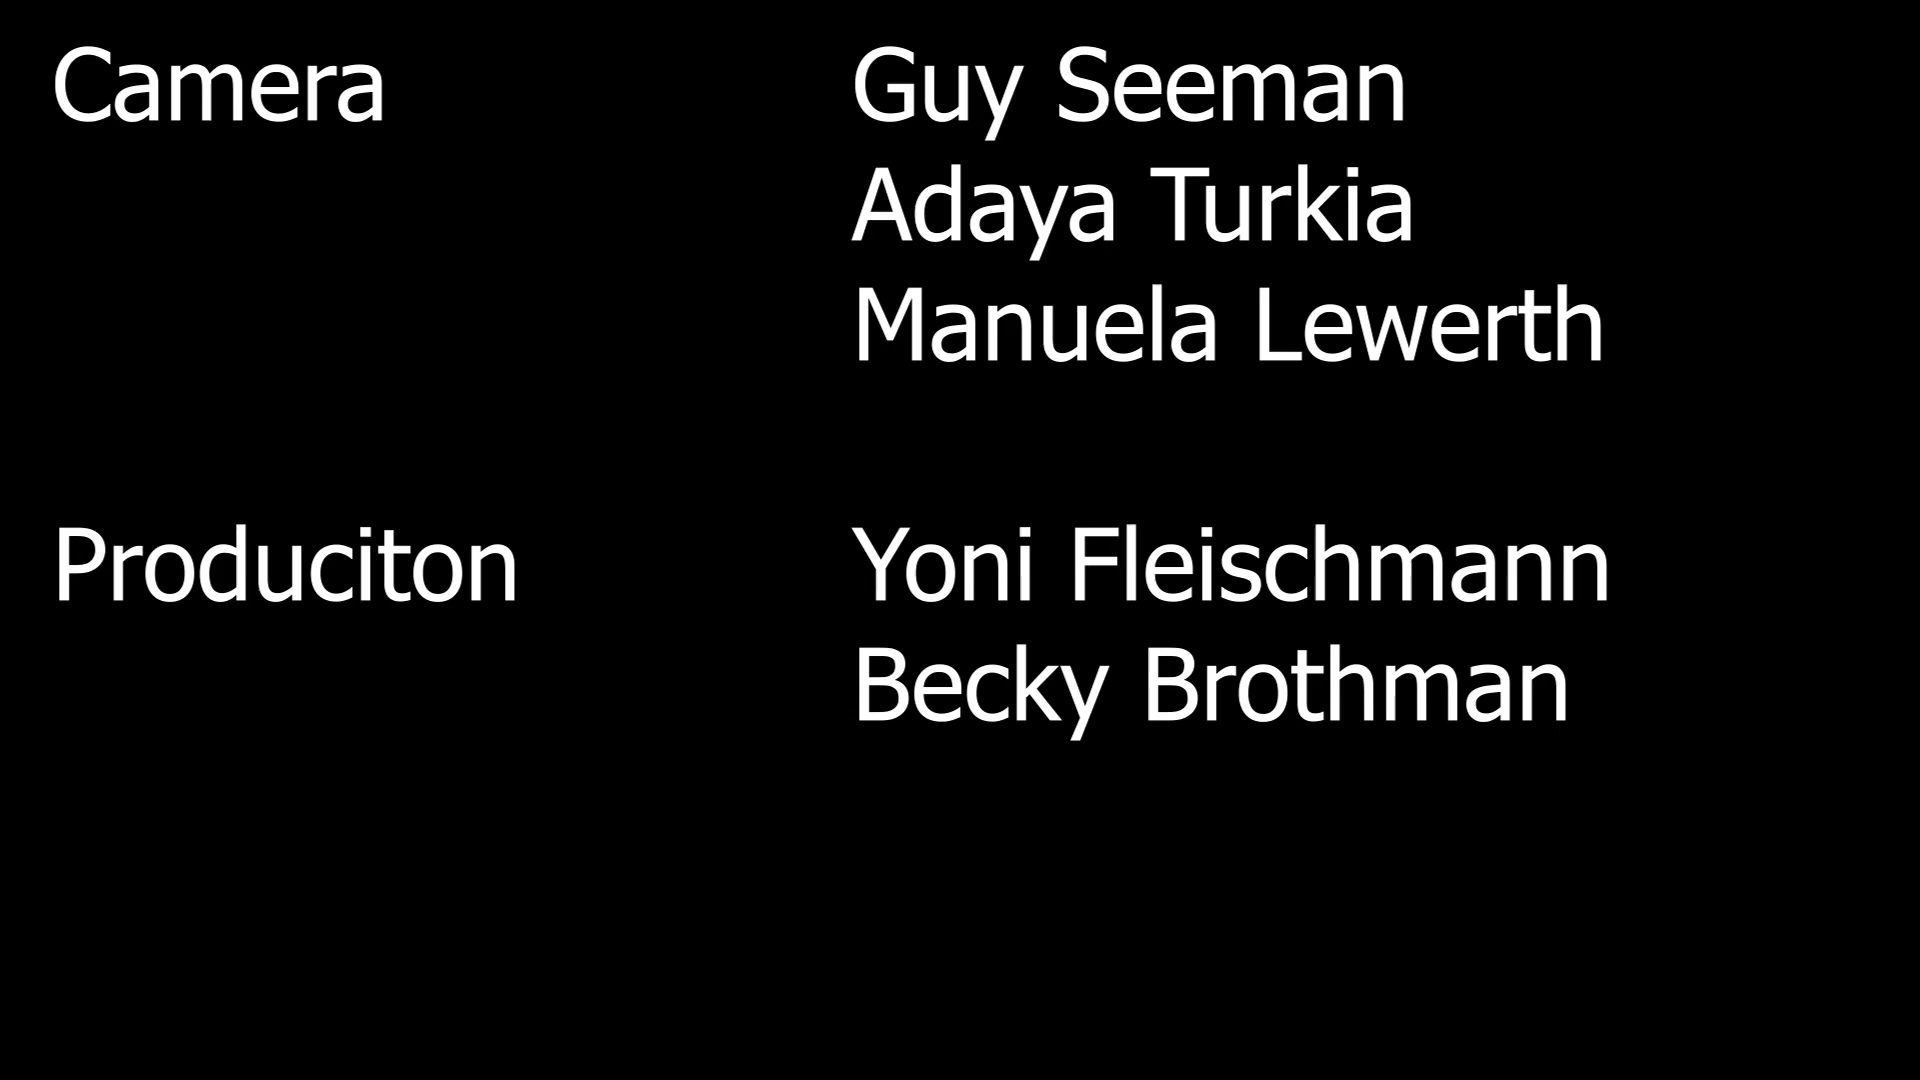 Camera Guy Seeman
Adaya Turkia
Manuela Lewerth
Produciton Yoni Fleischmann
Becky Brothman